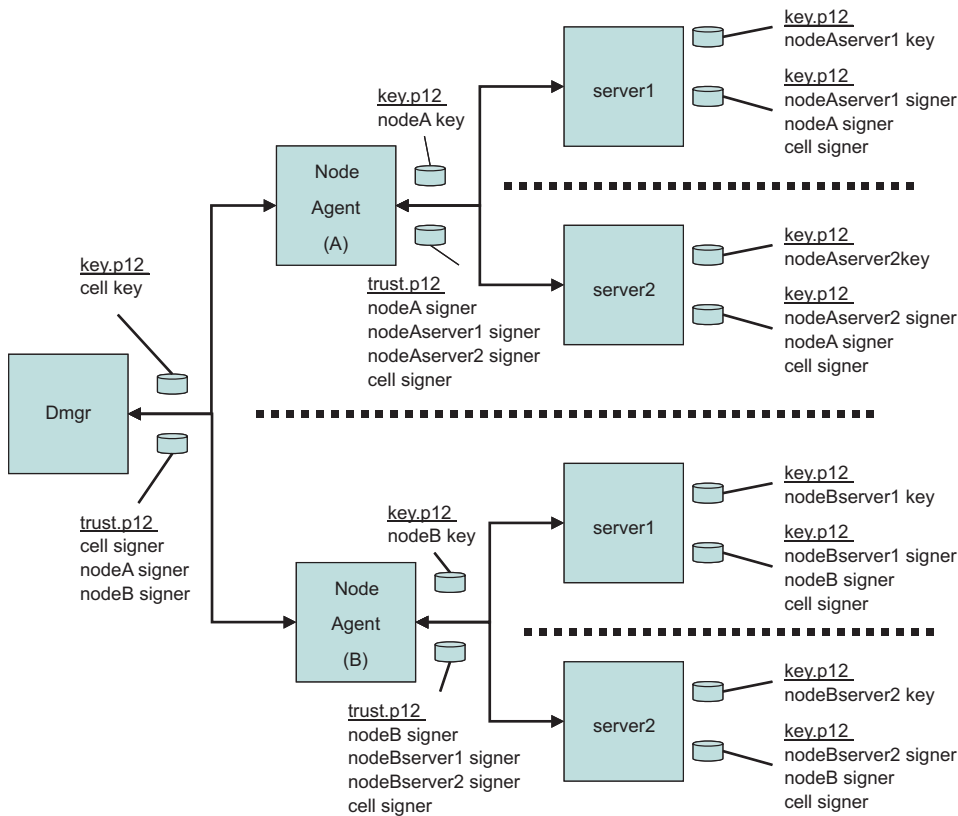 key.p12
nodeAserver1 key
server1
key.p12
nodeAserver1 signer
nodeA signer
cell signer
key.p12
nodeA key
Node
Agent
(A)
trust.p12
nodeA signer
nodeAserver1 signer
nodeAserver2 signer
cell signer
key.p12
nodeAserver2key
server2
key.p12
nodeAserver2 signer
nodeA signer
cell signer
key.p12
cell key
Dmgr
trust.p12
cell signer
nodeA signer
nodeB signer
key.p12
nodeBserver1 key
server1
key.p12
nodeBserver1 signer
nodeB signer
cell signer
key.p12
nodeB key
Node
Agent
(B)
trust.p12
nodeB signer
nodeBserver1 signer
nodeBserver2 signer
cell signer
key.p12
nodeBserver2 key
server2
key.p12
nodeBserver2 signer
nodeB signer
cell signer